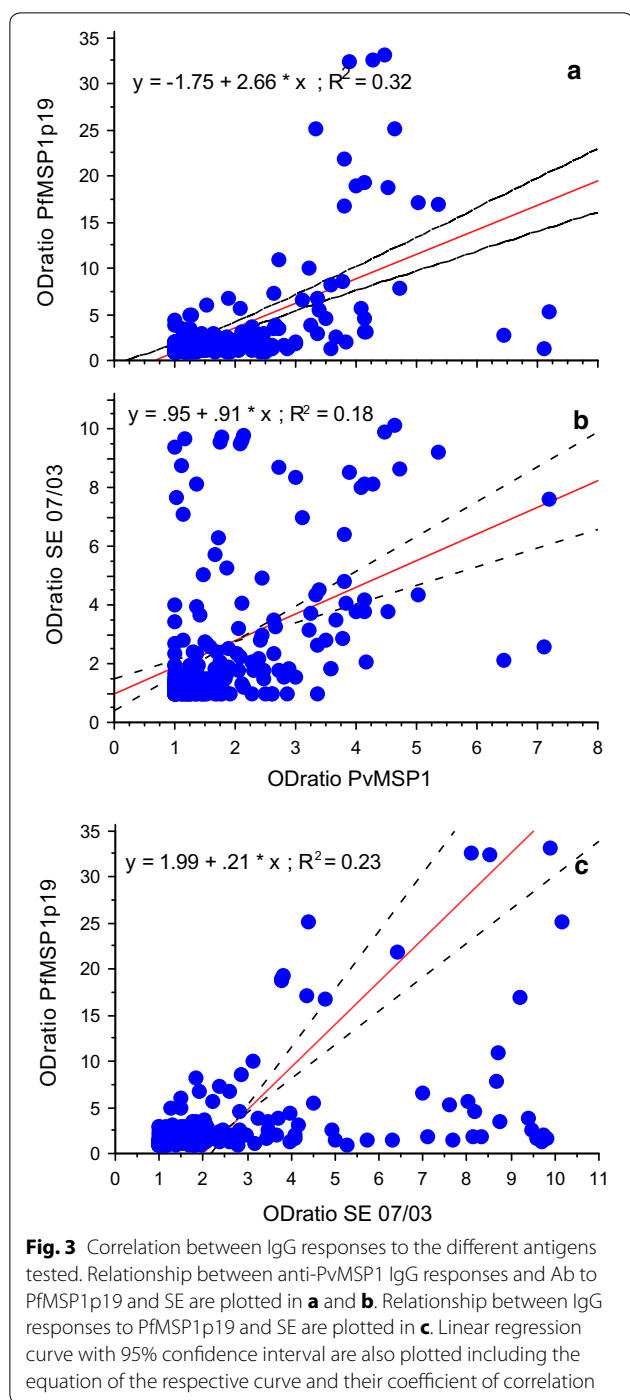 35
30
25
20
15
10
5
0
ODratio PfMSP1p19
y = -1.75 + 2.66 * x ; R2 = 0.32
a
10
8
6
4
2
0
ODratio SE 07/03
y = .95 + .91 * x ; R2 = 0.18
b
0 1 2 3 4 5 6 7 8
ODratio PvMSP1
35
30
25
20
15
10
5
0
ODratio PfMSP1p19
y = 1.99 + .21 * x ; R2 = 0.23
c
0 1 2 3 4 5 6 7 8 9 10 11
ODratio SE 07/03
Fig. 3 Correlation between IgG responses to the different antigens
tested. Relationship between anti-PvMSP1 IgG responses and Ab to
PfMSP1p19 and SE are plotted in a and b. Relationship between IgG
responses to PfMSP1p19 and SE are plotted in c. Linear regression
curve with 95% confidence interval are also plotted including the
equation of the respective curve and their coefficient of correlation